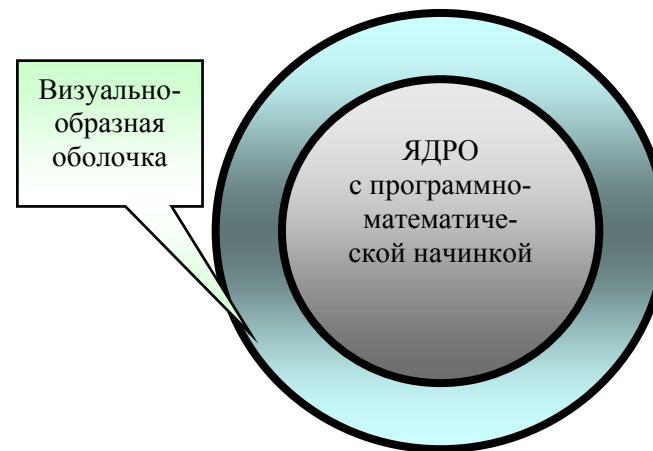 Визуально-
образная
оболочка
ЯДРО
с программно-
математиче-
ской начинкой